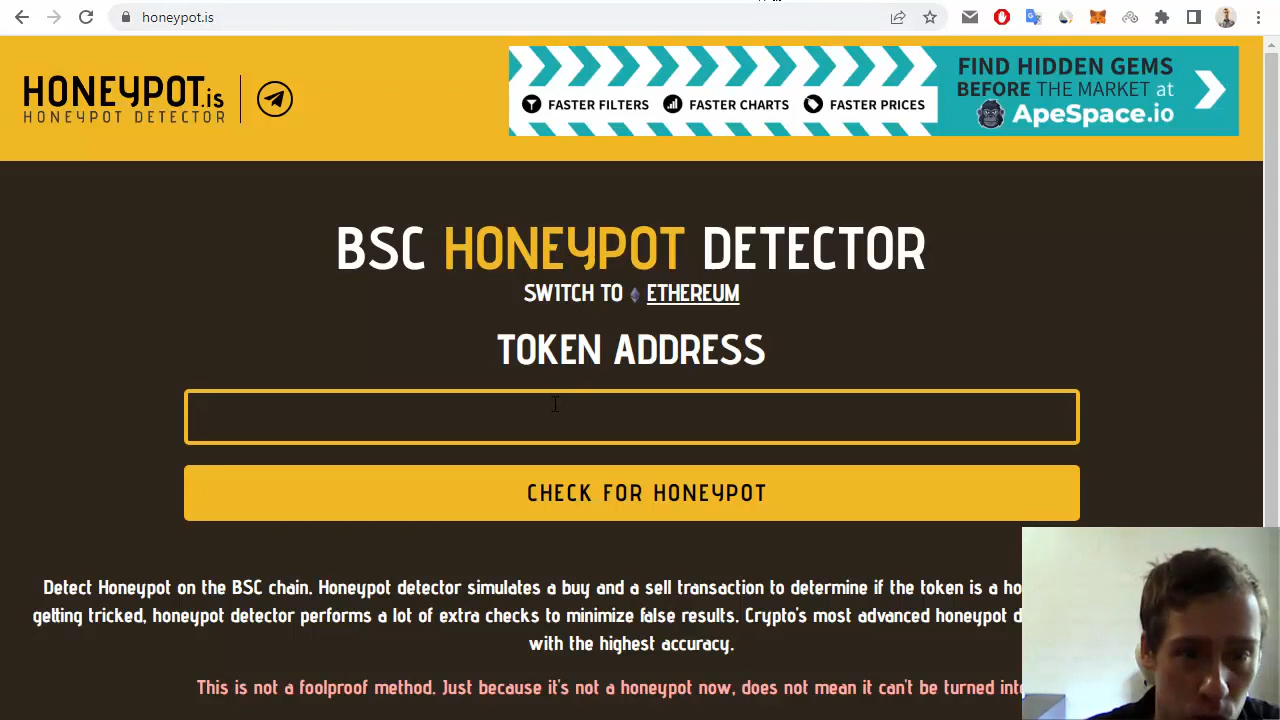 honeypot.is
HONEYPOT.is
HONEYPOT DETECTOR
FASTER FILTERS FASTER CHARTS FASTER PRICES
FIND HIDDEN GEMS
BEFORE THE MARKET at
ApeSpace.io
BSC HONEYPOT DETECTOR
SWITCH TO ETHEREUM
TOKEN ADDRESS
CHECK FOR HONEYPOT
Detect Honeypot on the BSC chain. Honeypot detector simulates a buy and a sell transaction to determine if the token is a ho
getting tricked, honeypot detector performs a lot of extra checks to minimize false results. Crypto's most advanced honeypot d
with the highest accuracy.
This is not a foolproof method. Just because it's not a honeypot now, does not mean it can't be turned int